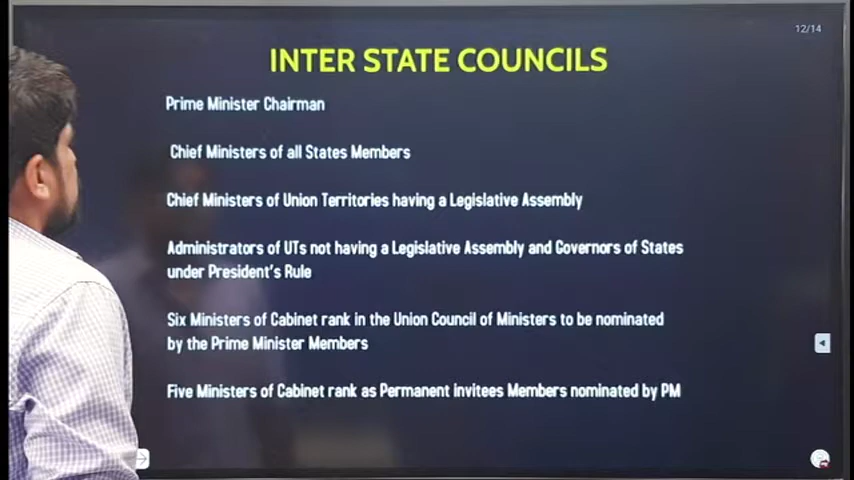 12/14
INTER STATE COUNCILS
Prime Minister Chairman
Chief Ministers of all States Members
Chief Ministers of Union Territories having a Legislative Assembly
Administrators of UTs not having a Legislative Assembly and Governors of States
under President's Rule
Six Ministers of Cabinet rank in the Union Council of Ministers to be nominated
by the Prime Minister Members
Five Ministers of Cabinet rank as Permanent invitees Members nominated by PM